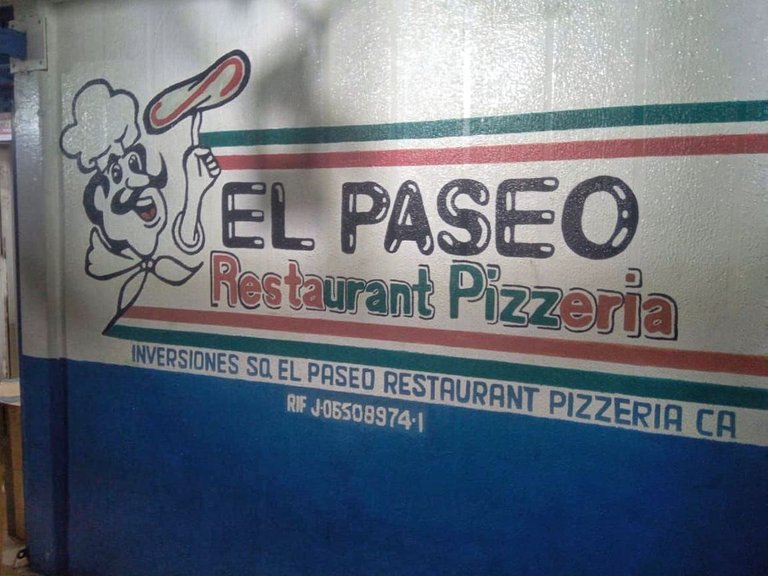 EL PASEO
Restaurant Pizzeria
INVERSIONES SQ EL PASEO RESTAURANT PIZZERIA CA
RIF J-06508974-1